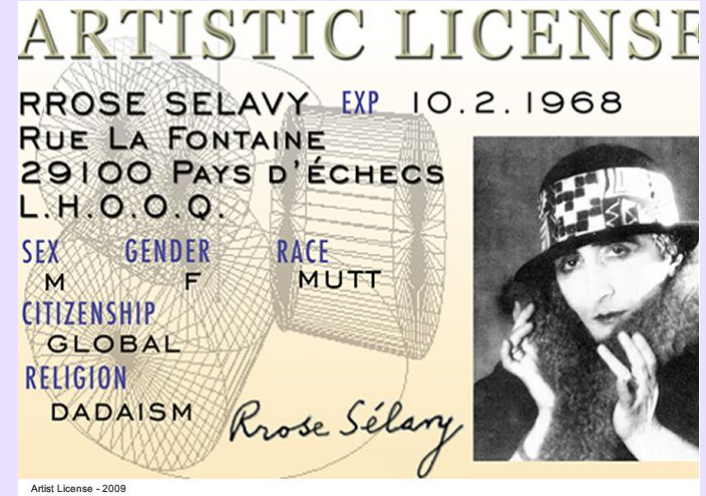 ARTISTIC LICENSE
RROSE SELAVY EXP 10.2.1968
RUE LA FONTAINE
29100 PAYS D'ÉCHECS
L.H.O.O.Q.
SEX GENDER RACE
M F MUTT
CITIZENSHIP
GLOBAL
RELIGION
DADAISM
Rrose Sélavy
Artist License - 2009